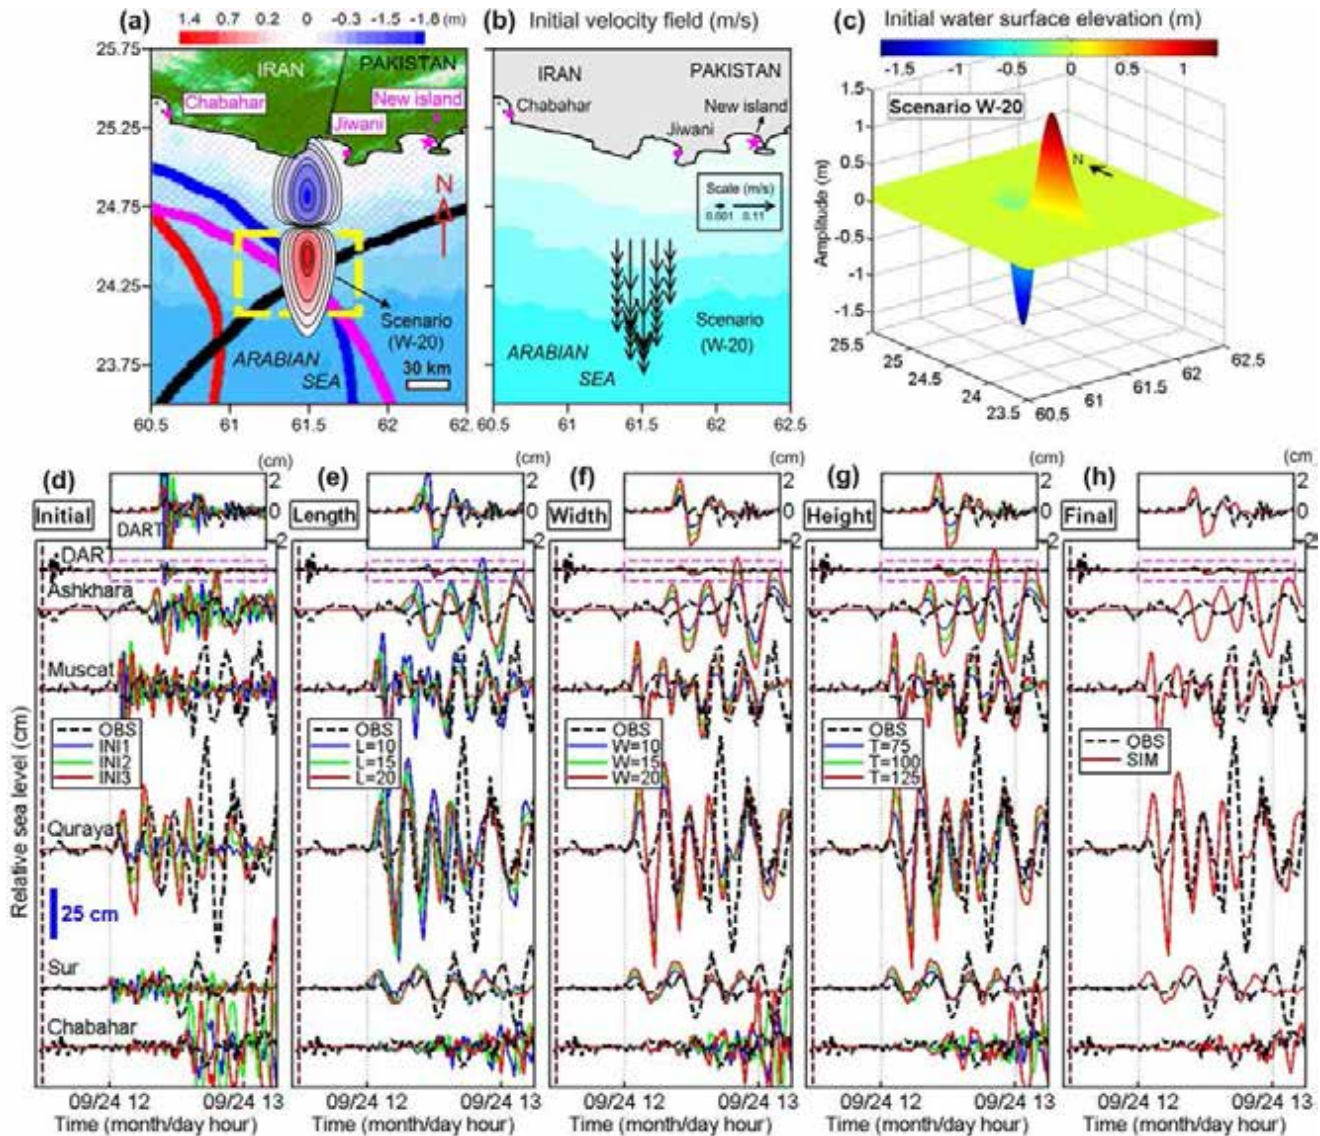 (a) 1.4 0.7 0.2 0 -0.3 -1.5 -1.8 (m)
25.75
25.25
24.75
24.25
23.75
60.5 61 61.5 62 62.
IRAN
PAKISTAN
Chabahar
New island
Jiwani
N
Scenario
(W-20)
ARABIAN
SEA
30 km
(b) Initial velocity field (m/s)
IRAN
PAKISTAN
Chabahar
New island
Jiwani
Scale (m/s)
0.001 0.11
Scenario
(W-20)
ARABIAN
SEA
60.5 61 61.5 62 62.5
(c) Initial water surface elevation (m)
-1.5 -1 -0.5 0 0.5 1
Scenario W-20
N
Amplitude (m)
1.5
1
0.5
0
-0.5
-1
-1.5
25.5
25
24.5
24
23.5
60.5
61
61.5
62
62.5
Relative sea level (cm)
(d)
Initial
(cm)
2
0
2
DART
DART
Ashkhara
Muscat
OBS
INI1
INI2
INI3
Qurayat
25 cm
Sur
Chabahar
09/24 12 09/24 13
Time (month/day hour)
(e)
Length
(cm)
2
0
2
OBS
L=10
L=15
L=20
09/24 12 09/24 13
Time (month/day hour)
(f)
Width
(cm)
2
0
2
OBS
W=10
W=15
W=20
09/24 12 09/24 13
Time (month/day hour)
(g)
Height
(cm)
2
0
2
OBS
T=75
T=100
T=125
09/24 12 09/24 13
Time (month/day hour)
(h)
Final
(cm)
2
0
OBS
SIM
09/24 12 09/24 13
Time (month/day hour)